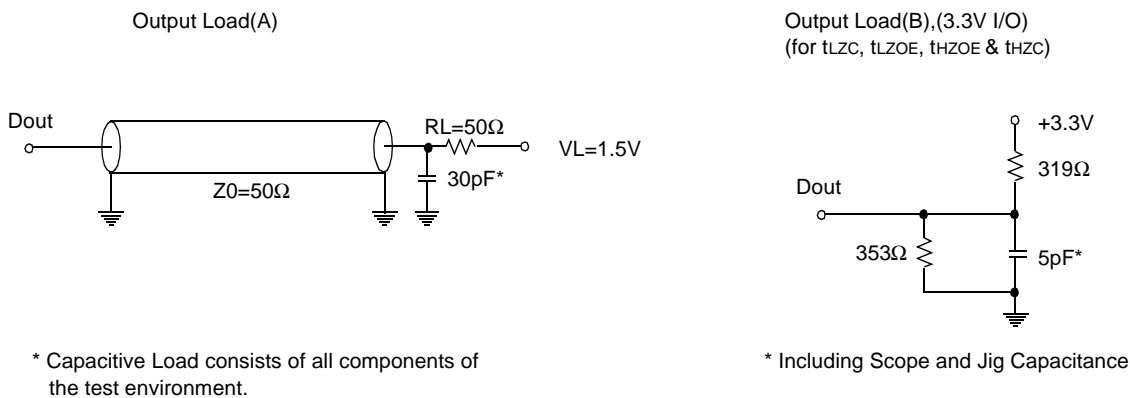 Output Load(A)
Dout
Z0=50Ω
RL=50Ω
VL=1.5V
30pF*
* Capacitive Load consists of all components of
the test environment.
Output Load(B),(3.3V I/O)
(for tLZC, tLZOE, tHZOE & tHZC)
+3.3V
319Ω
Dout
353Ω
5pF*
* Including Scope and Jig Capacitance